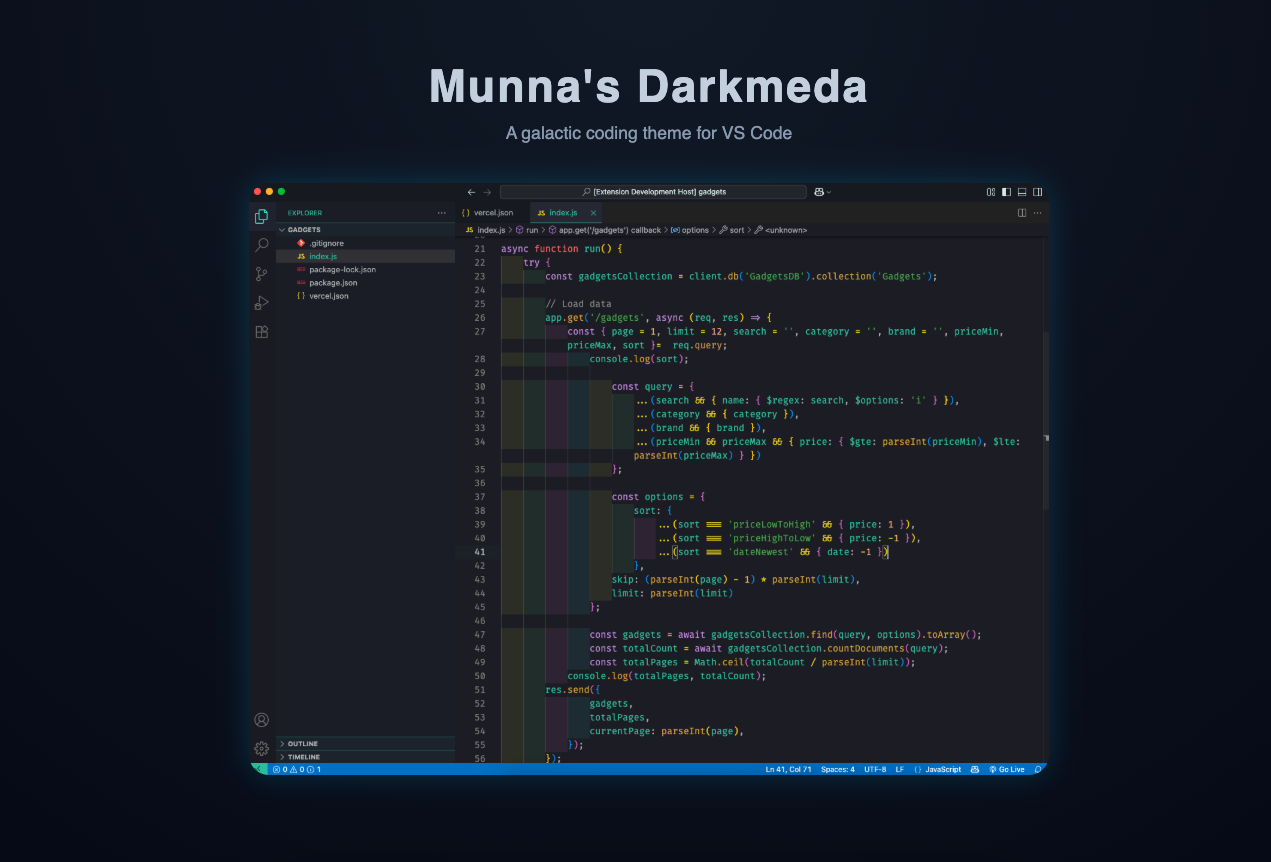 Munna's Darkmeda
A galactic coding theme for VS Code
[Extension Development Host] gadgets
EXPLORER
GADGETS
.gitignore
JS index.js
package-lock.json
package.json
{ } vercel.json
OUTLINE
TIMELINE
{ } vercel.json JS index.js
JS index.js > run > app.get('/gadgets') callback > options > sort > <unknown>
21 async function run() {
22 try {
23 const gadgetsCollection = client.db('GadgetsDB').collection('Gadgets');
24
25 // Load data
26 app.get('/gadgets', async (req, res) => {
27 const { page = 1, limit = 12, search = '', category = '', brand = '', priceMin,
priceMax, sort }= req.query;
28 console.log(sort);
29
30 const query = {
31 ...(search && { name: { $regex: search, $options: 'i' } }),
32 ...(category && { category }),
33 ...(brand && { brand }),
34 ...(priceMin && priceMax && { price: { $gte: parseInt(priceMin), $lte:
parseInt(priceMax) } })
35 };
36
37 const options = {
38 sort: {
39 ...(sort === 'priceLowToHigh' && { price: 1 }),
40 ...(sort === 'priceHighToLow' && { price: -1 }),
41 ...(sort === 'dateNewest' && { date: -1 })
42 },
43 skip: (parseInt(page) - 1) * parseInt(limit),
44 limit: parseInt(limit)
45 };
46
47 const gadgets = await gadgetsCollection.find(query, options).toArray();
48 const totalCount = await gadgetsCollection.countDocuments(query);
49 const totalPages = Math.ceil(totalCount / parseInt(limit));
50 console.log(totalPages, totalCount);
51 res.send({
52 gadgets,
53 totalPages,
54 currentPage: parseInt(page),
55 });
56 });
0 0 1
Ln 41, Col 71 Spaces: 4 UTF-8 LF { } JavaScript Go Live